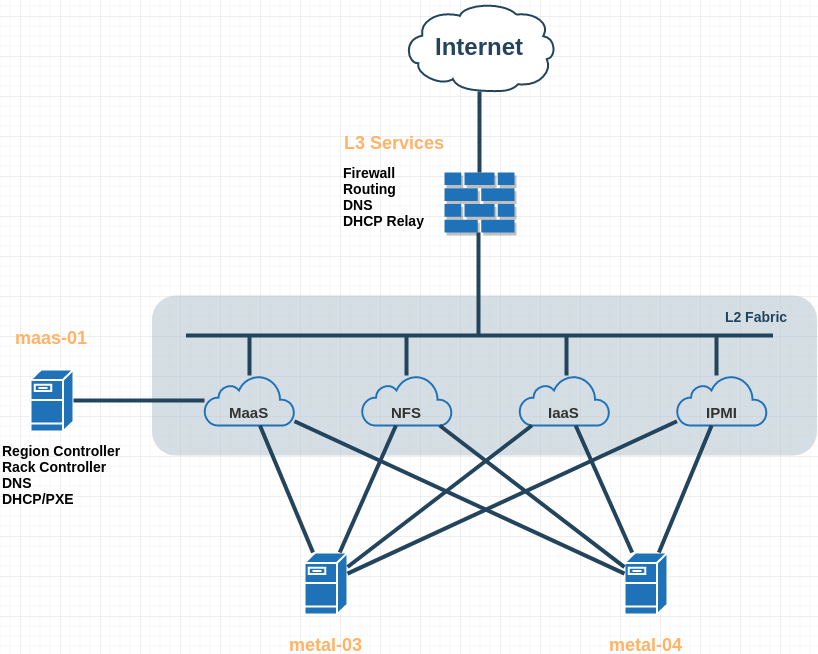 Internet
L3 Services
Firewall
Routing
DNS
DHCP Relay
L2 Fabric
maas-01
MaaS
NFS
IaaS
IPMI
Region Controller
Rack Controller
DNS
DHCP/PXE
metal-03
metal-04